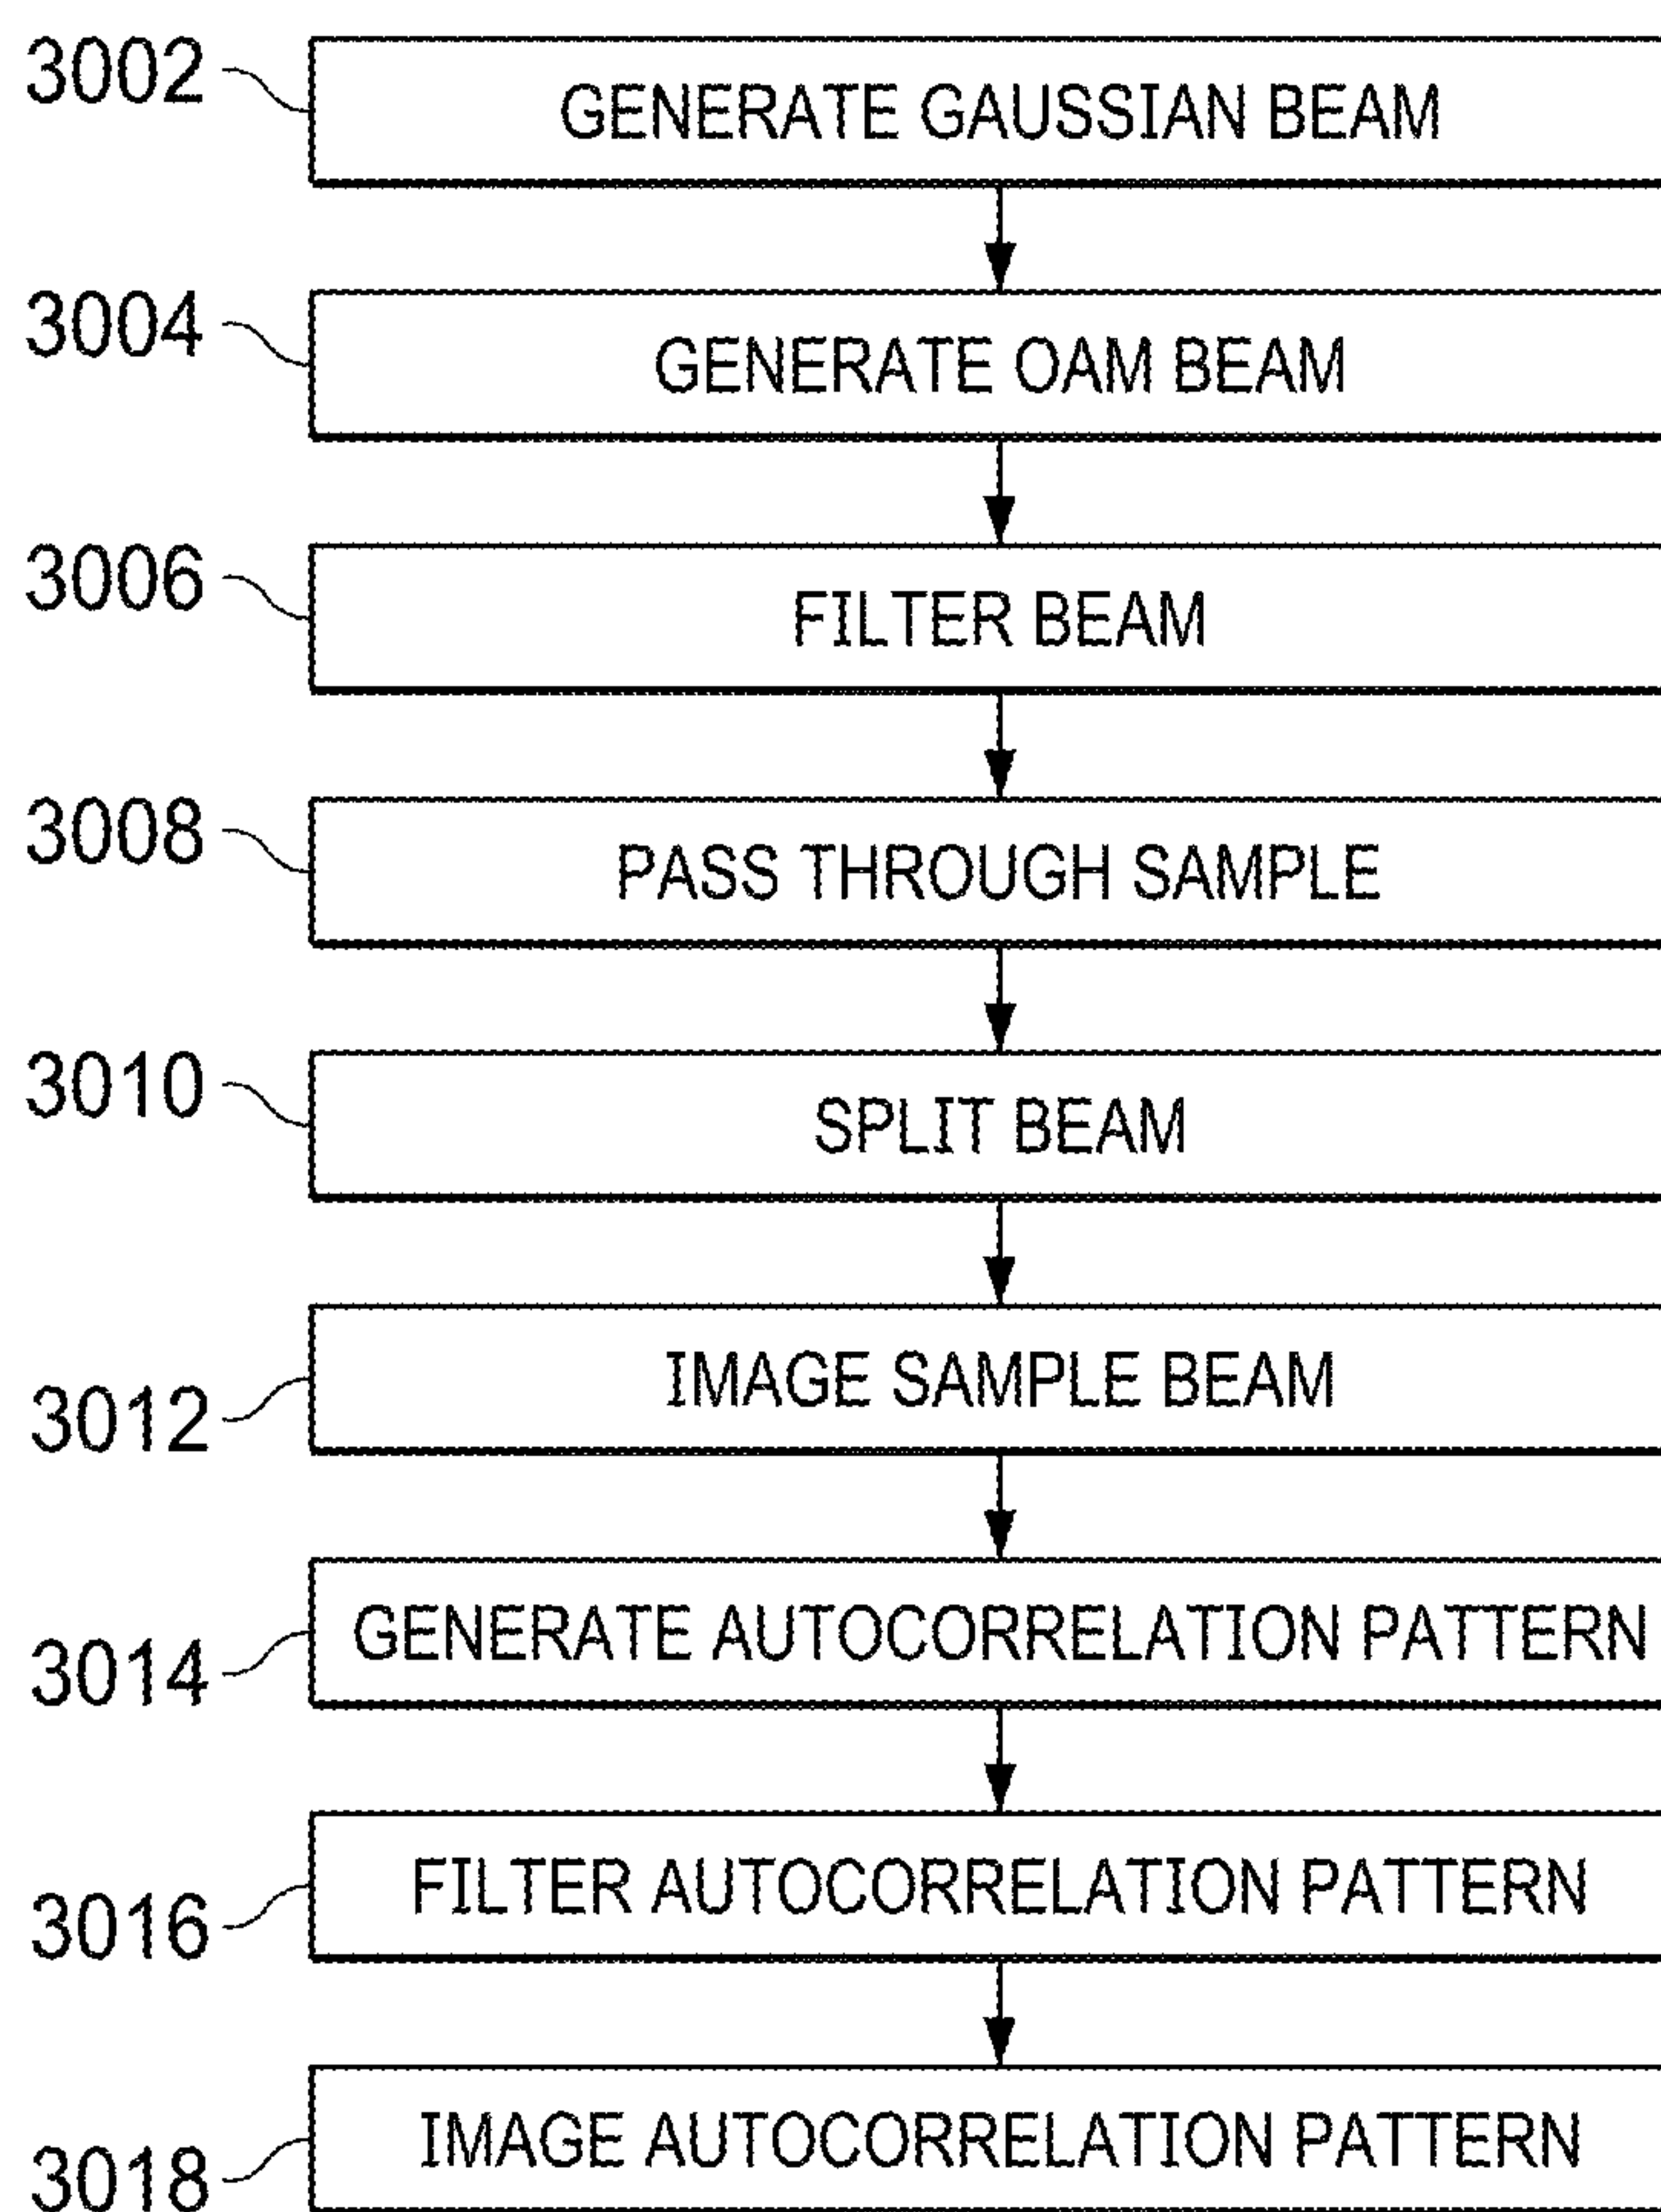 3002 GENERATE GAUSSIAN BEAM
3004 GENERATE OAM BEAM
3006 FILTER BEAM
3008 PASS THROUGH SAMPLE
3010 SPLIT BEAM
3012 IMAGE SAMPLE BEAM
3014 GENERATE AUTOCORRELATION PATTERN
3016 FILTER AUTOCORRELATION PATTERN
3018 IMAGE AUTOCORRELATION PATTERN